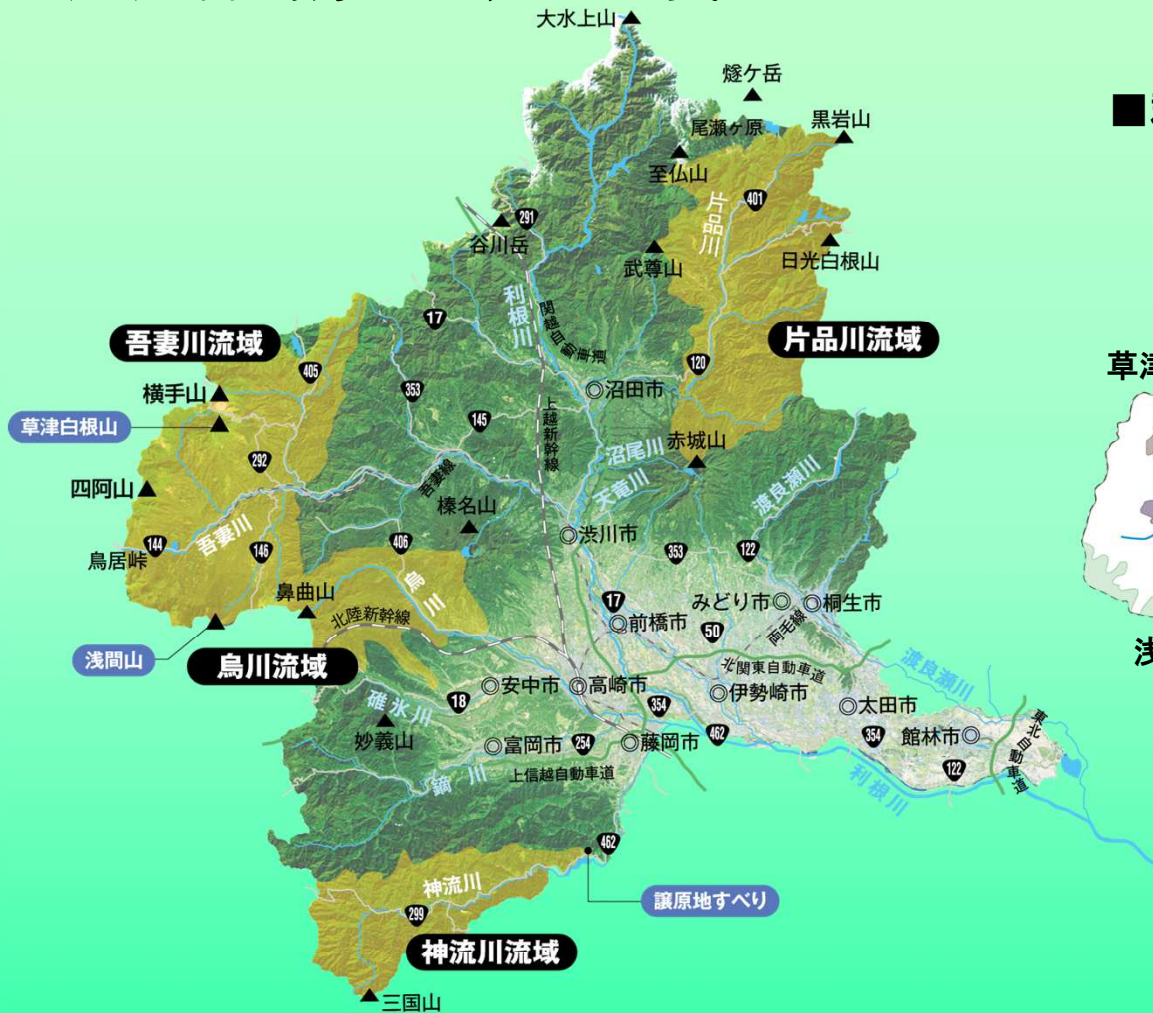 大水上山
燧ケ岳
尾瀬ヶ原
黒岩山
至仏山
401
片品川
291
谷川岳
武尊山
日光白根山
利根川
関越自動車道
17
吾妻川流域
片品川流域
405
横手山
353
120
沼田市
草津白根山
145
上越新幹線
赤城山
292
沼尾川
四阿山
吾妻線
天竜川
渡良瀬川
榛名山
吾妻川
渋川市
144
鳥居峠
146
406
353
122
鼻曲山
烏川
17
みどり市
桐生市
北陸新幹線
前橋市
50
両毛線
浅間山
烏川流域
北関東自動車道
渡良瀬川
安中市
高崎市
伊勢崎市
18
354
太田市
碓氷川
妙義山
462
354
館林市
東北自動車道
富岡市
254
藤岡市
122
上信越自動車道
鏑川
利根川
462
神流川
譲原地すべり
299
神流川流域
三国山
草津
浅